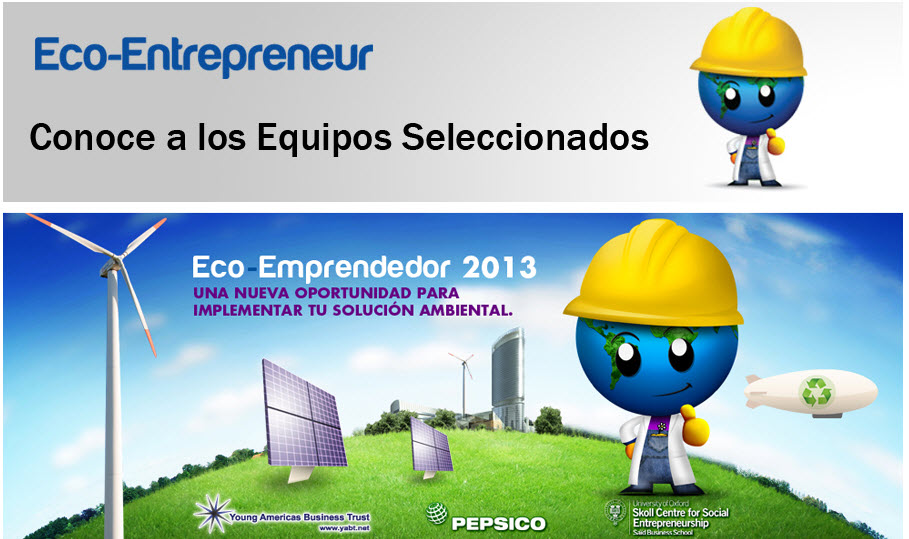 Eco-Entrepreneur
Conoce a los Equipos Seleccionados
Eco-Emprendedor 2013
UNA NUEVA OPORTUNIDAD PARA
IMPLEMENTAR TU SOLUCIÓN AMBIENTAL.
Young Americas Business Trust
www.yabt.net
PEPSICO
University of Oxford
Skoll Centre for Social
Entrepreneurship
Saïd Business School